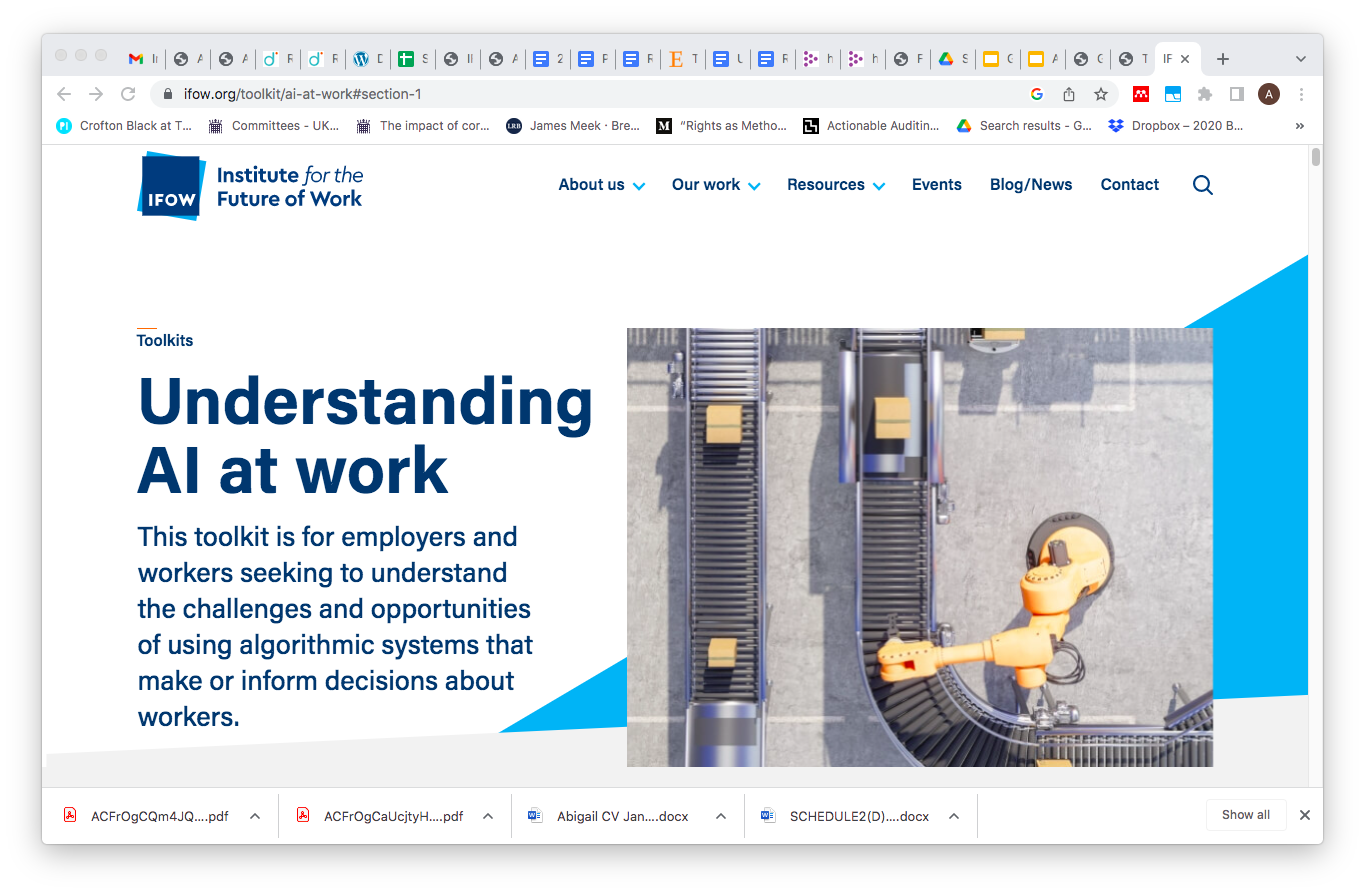 I
A
A
R
R
D
S
II
A
2
P
R
T
U
R
h
h
F
S
G
A
G
T
IF
ifow.org/toolkit/ai-at-work#section-1
A
Crofton Black at T...
Committees - UK...
The impact of cor...
LRB
James Meek · Bre...
M
“Rights as Metho...
Actionable Auditin...
Search results - G...
Dropbox – 2020 B...
»
IFOW
Institute for the
Future of Work
About us
Our work
Resources
Events
Blog/News
Contact
Toolkits
Understanding
AI at work
This toolkit is for employers and
workers seeking to understand
the challenges and opportunities
of using algorithmic systems that
make or inform decisions about
workers.
ACFrOgCQm4JQ....pdf
ACFrOgCaUcjtyH....pdf
Abigail CV Jan....docx
SCHEDULE2(D)....docx
Show all